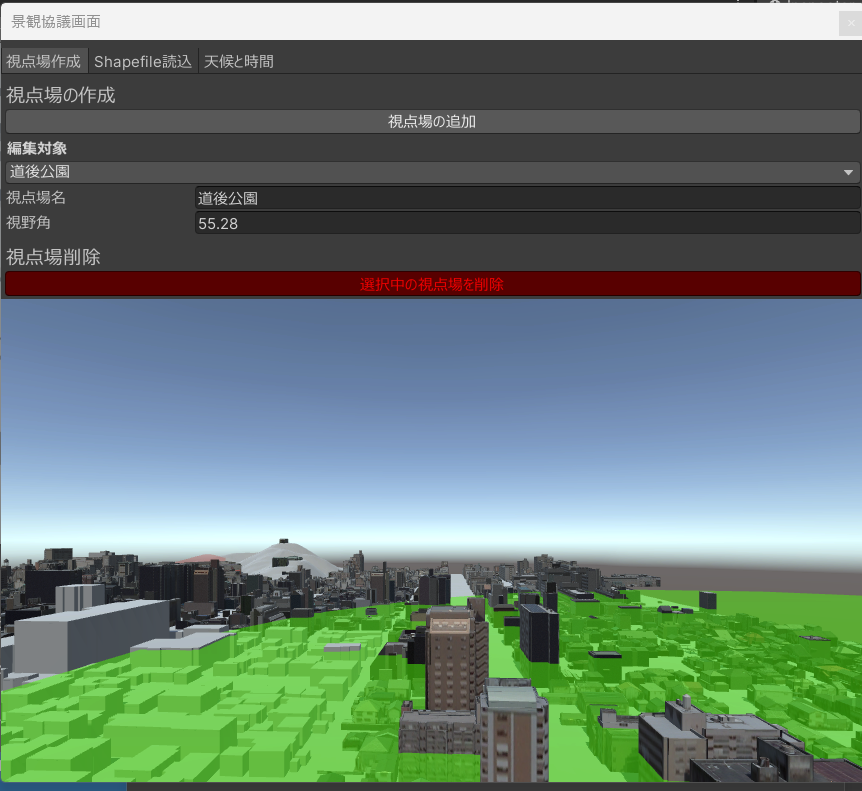 景観協議画面
視点場作成 Shapefile読込 天候と時間
視点場の作成
視点場の追加
編集対象
道後公園
視点場名 道後公園
視野角 55.28
視点場削除
選択中の視点場を削除